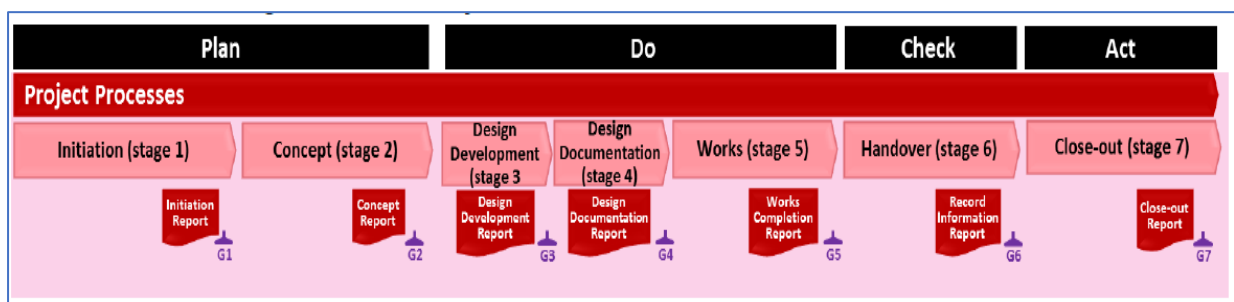 Plan
Do
Check
Act
Project Processes
Initiation (stage 1)
Concept (stage 2)
Design
Development
(stage 3
Design
Documentation
(stage 4)
Works (stage 5)
Handover (stage 6)
Close-out (stage 7)
Initiation
Report
G1
Concept
Report
G2
Design
Development
Report
G3
Design
Documentation
Report
G4
Works
Completion
Report
G5
Record
Information
Report
G6
Close-out
Report
G7